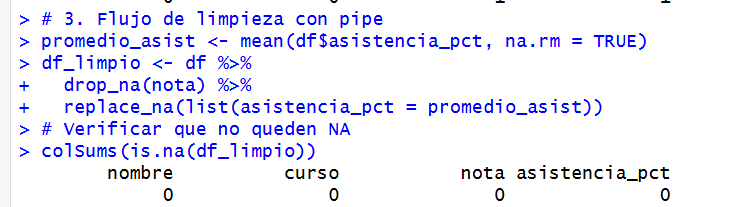 > # 3. Flujo de limpieza con pipe
> promedio_asist <- mean(df$asistencia_pct, na.rm = TRUE)
> df_limpio <- df %>%
+   drop_na(nota) %>%
+   replace_na(list(asistencia_pct = promedio_asist))
> # Verificar que no queden NA
> colSums(is.na(df_limpio))
        nombre          curso           nota asistencia_pct
             0              0              0              0